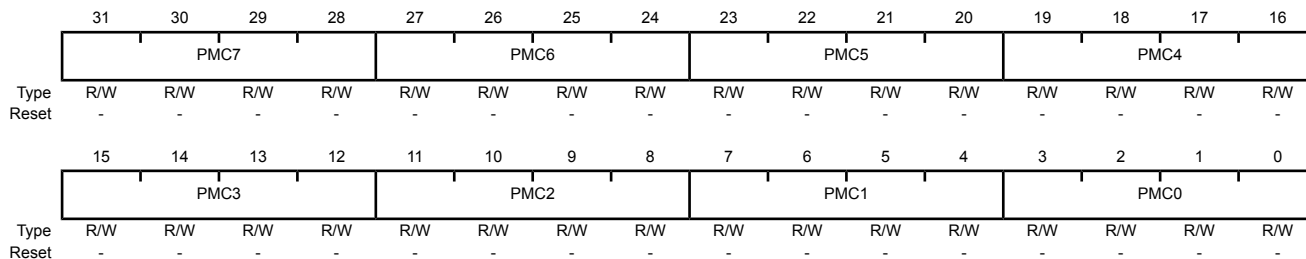 31 30 29 28 27 26 25 24 23 22 21 20 19 18 17 16
PMC7 PMC6 PMC5 PMC4
Type R/W R/W R/W R/W R/W R/W R/W R/W R/W R/W R/W R/W R/W R/W R/W R/W
Reset - - - - - - - - - - - - - - - -
15 14 13 12 11 10 9 8 7 6 5 4 3 2 1 0
PMC3 PMC2 PMC1 PMC0
Type R/W R/W R/W R/W R/W R/W R/W R/W R/W R/W R/W R/W R/W R/W R/W R/W
Reset - - - - - - - - - - - - - - - -